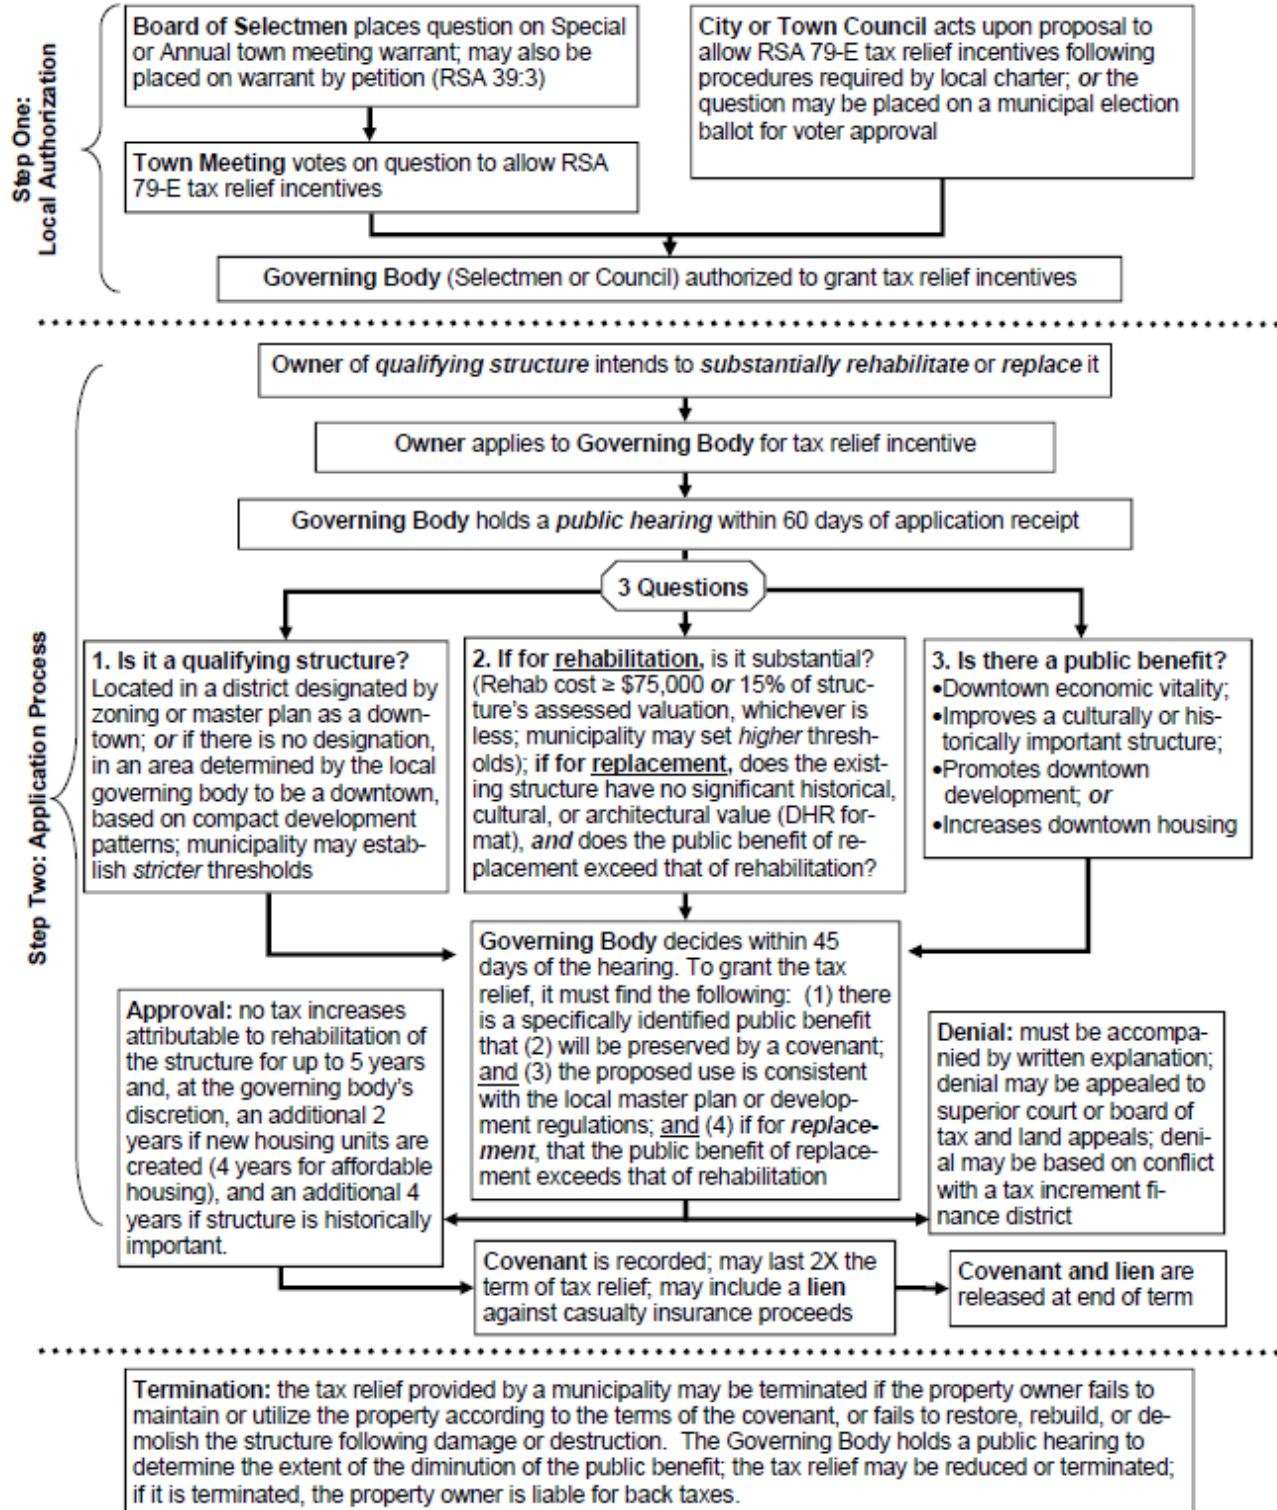 Step One:
Local Authorization
Board of Selectmen places question on Special
or Annual town meeting warrant; may also be
placed on warrant by petition (RSA 39:3)
City or Town Council acts upon proposal to
allow RSA 79-E tax relief incentives following
procedures required by local charter; or the
question may be placed on a municipal election
ballot for voter approval
Town Meeting votes on question to allow RSA
79-E tax relief incentives
Governing Body (Selectmen or Council) authorized to grant tax relief incentives
Step Two: Application Process
Owner of qualifying structure intends to substantially rehabilitate or replace it
Owner applies to Governing Body for tax relief incentive
Governing Body holds a public hearing within 60 days of application receipt
3 Questions
1. Is it a qualifying structure?
Located in a district designated by
zoning or master plan as a down-
town; or if there is no designation,
in an area determined by the local
governing body to be a downtown,
based on compact development
patterns; municipality may estab-
lish stricter thresholds
2. If for rehabilitation, is it substantial?
(Rehab cost ≥ $75,000 or 15% of struc-
ture's assessed valuation, whichever is
less; municipality may set higher thresh-
olds); if for replacement, does the exist-
ing structure have no significant historical,
cultural, or architectural value (DHR for-
mat), and does the public benefit of re-
placement exceed that of rehabilitation?
3. Is there a public benefit?
•Downtown economic vitality;
•Improves a culturally or his-
torically important structure;
•Promotes downtown
development; or
•Increases downtown housing
Governing Body decides within 45
days of the hearing. To grant the tax
relief, it must find the following: (1) there
is a specifically identified public benefit
that (2) will be preserved by a covenant;
and (3) the proposed use is consistent
with the local master plan or develop-
ment regulations; and (4) if for replace-
ment, that the public benefit of replace-
ment exceeds that of rehabilitation
Approval: no tax increases
attributable to rehabilitation of
the structure for up to 5 years
and, at the governing body's
discretion, an additional 2
years if new housing units are
created (4 years for affordable
housing), and an additional 4
years if structure is historically
important.
Denial: must be accompa-
nied by written explanation;
denial may be appealed to
superior court or board of
tax and land appeals; deni-
al may be based on conflict
with a tax increment fi-
nance district
Covenant is recorded; may last 2X the
term of tax relief; may include a lien
against casualty insurance proceeds
Covenant and lien are
released at end of term
Termination: the tax relief provided by a municipality may be terminated if the property owner fails to
maintain or utilize the property according to the terms of the covenant, or fails to restore, rebuild, or de-
molish the structure following damage or destruction. The Governing Body holds a public hearing to
determine the extent of the diminution of the public benefit; the tax relief may be reduced or terminated;
if it is terminated, the property owner is liable for back taxes.